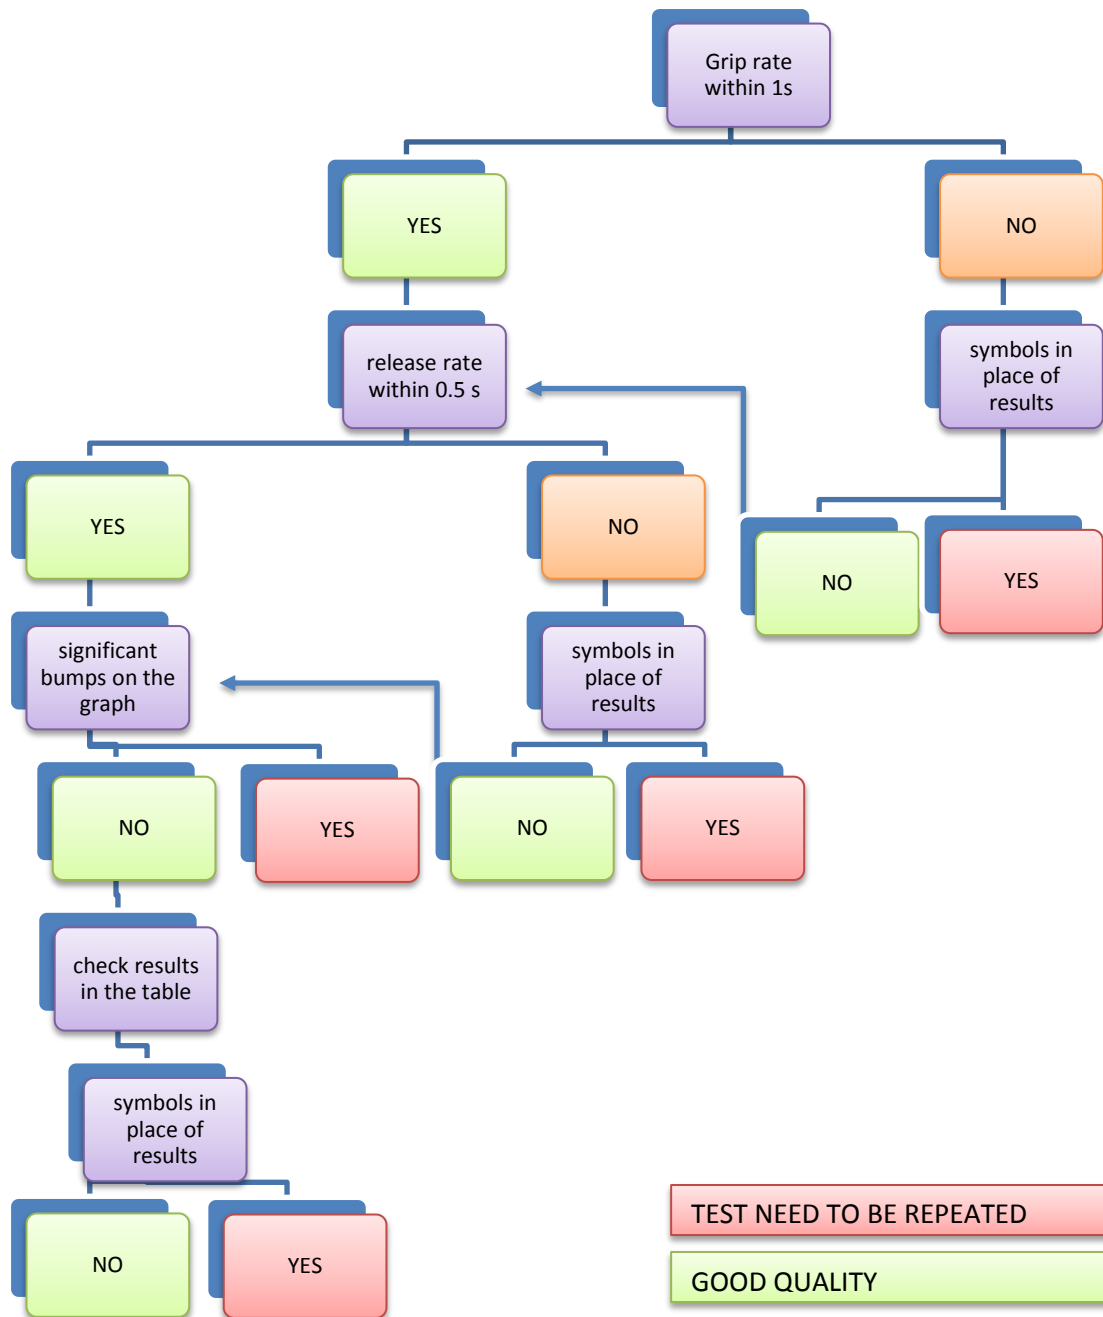 Grip rate
within 1s
YES
NO
release rate
within 0.5 s
symbols in
place of
results
YES
NO
NO
YES
significant
bumps on the
graph
symbols in
place of
results
NO
YES
NO
YES
check results
in the table
symbols in
place of
results
NO
YES
TEST NEED TO BE REPEATED
GOOD QUALITY